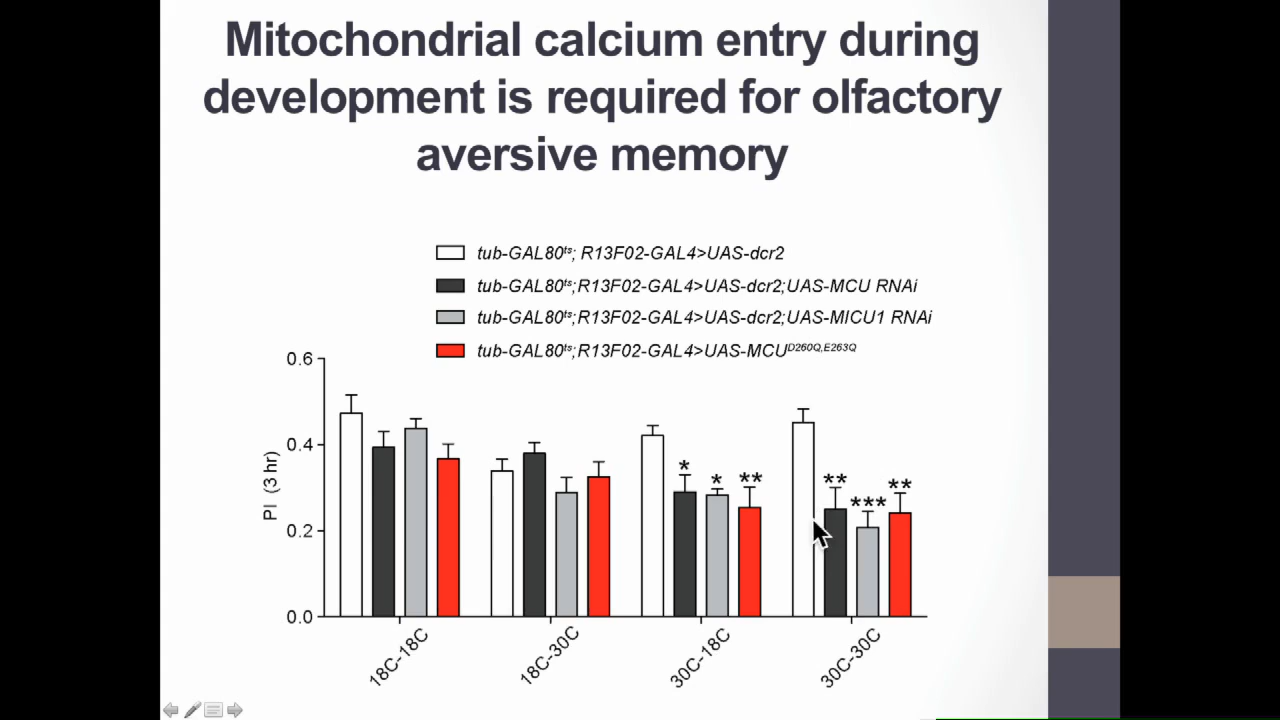 Mitochondrial calcium entry during
development is required for olfactory
aversive memory
tub-GAL80ts; R13F02-GAL4>UAS-dcr2
tub-GAL80ts;R13F02-GAL4>UAS-dcr2;UAS-MCU RNAi
tub-GAL80ts;R13F02-GAL4>UAS-dcr2;UAS-MICU1 RNAi
tub-GAL80ts;R13F02-GAL4>UAS-MCUD260Q,E263Q
0.6
0.4
0.2
0.0
PI (3 hr)
* * **
** *** **
18C-18C
18C-30C
30C-18C
30C-30C